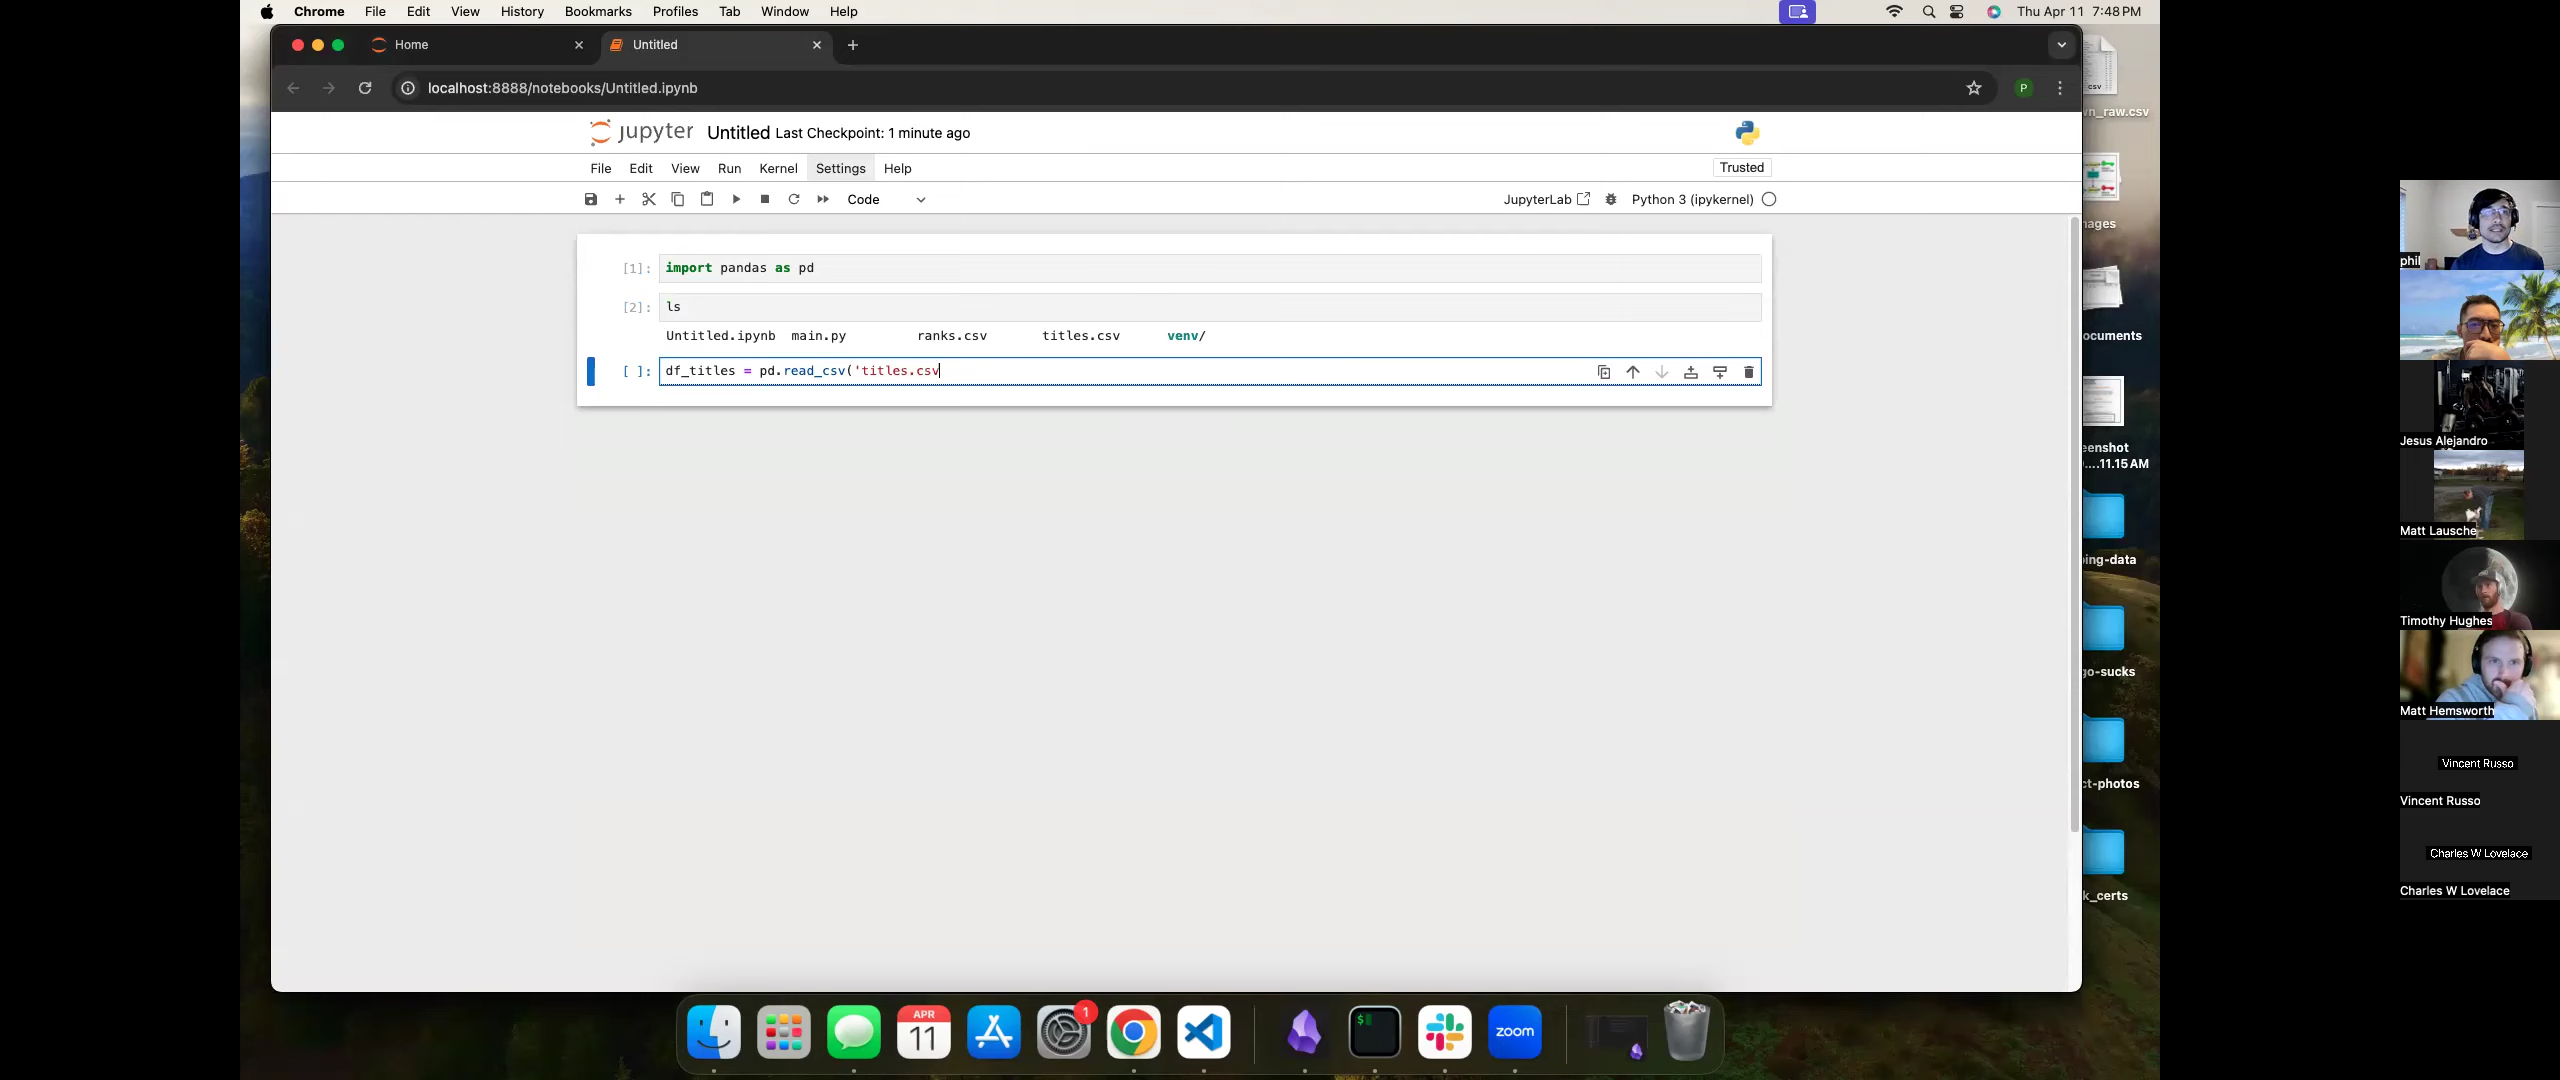 Chrome File Edit View History Bookmarks Profiles Tab Window Help Thu Apr 11 7:48 PM
Home Untitled
localhost:8888/notebooks/Untitled.ipynb P
jupyter Untitled Last Checkpoint: 1 minute ago
File Edit View Run Kernel Settings Help Trusted
Code JupyterLab Python 3 (ipykernel)
[1]: import pandas as pd
[2]: ls
Untitled.ipynb main.py ranks.csv titles.csv venv/
[ ]: df_titles = pd.read_csv('titles.csv
csv
vn_raw.csv
nages
ocuments
eenshot
....11.15 AM
ing-data
go-sucks
ct-photos
k_certs
phil
Jesus Alejandro
Matt Lausche
Timothy Hughes
Matt Hemsworth
Vincent Russo
Vincent Russo
Charles W Lovelace
Charles W Lovelace
APR
11
1
$
zoom